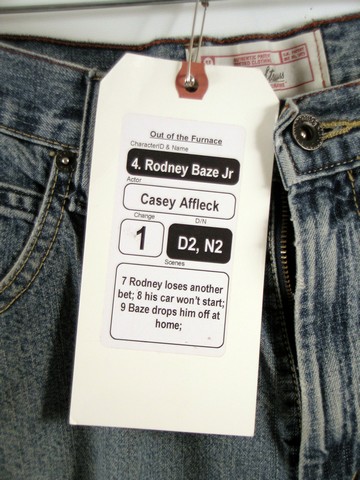 Out of the Furnace
CharacterID & Name
4. Rodney Baze Jr
Actor
Casey Affleck
Change
D/N
1
D2, N2
Scenes
7 Rodney loses another
bet; 8 his car won't start;
9 Baze drops him off at
home;